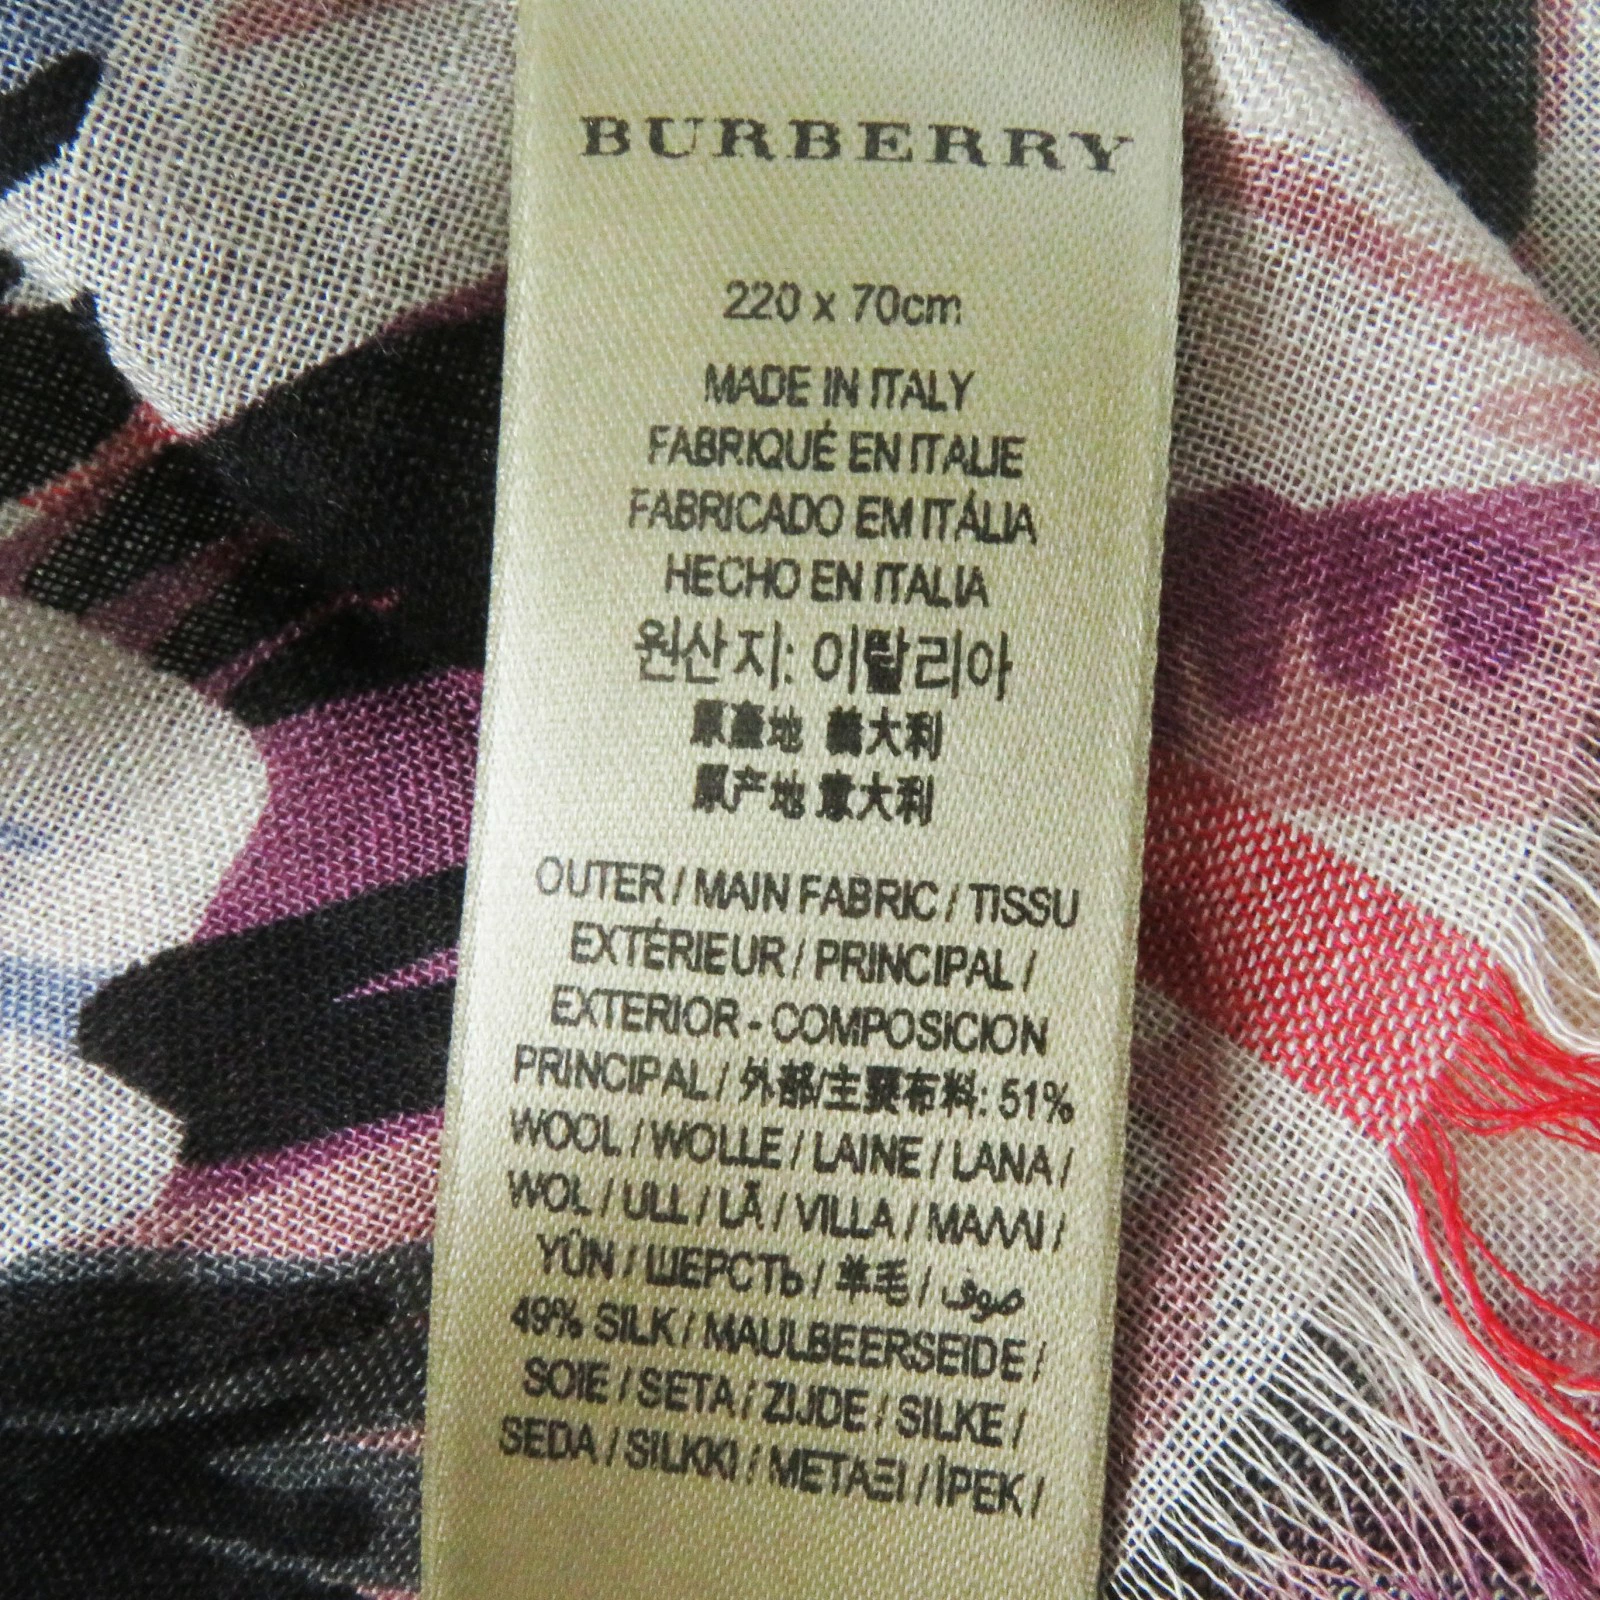 BURBERRY
220 x 70cm
MADE IN ITALY
FABRIQUÉ EN ITALIE
FABRICADO EM ITÁLIA
HECHO EN ITALIA
원산지: 이탈리아
原產地 義大利
原产地 意大利
OUTER / MAIN FABRIC / TISSU
EXTÉRIEUR / PRINCIPAL /
EXTERIOR - COMPOSICION
PRINCIPAL / 外部/主要布料: 51%
WOOL / WOLLE / LAINE / LANA /
WOL / ULL / LÃ / VILLA / ΜΑΛΛΙ /
YÜN / ШЕРСТЬ / 羊毛 / صوف
49% SILK / MAULBEERSEIDE /
SOIE / SETA / ZIJDE / SILKE /
SEDA / SILKKI / ΜΕΤΑΞΙ / İPEK /